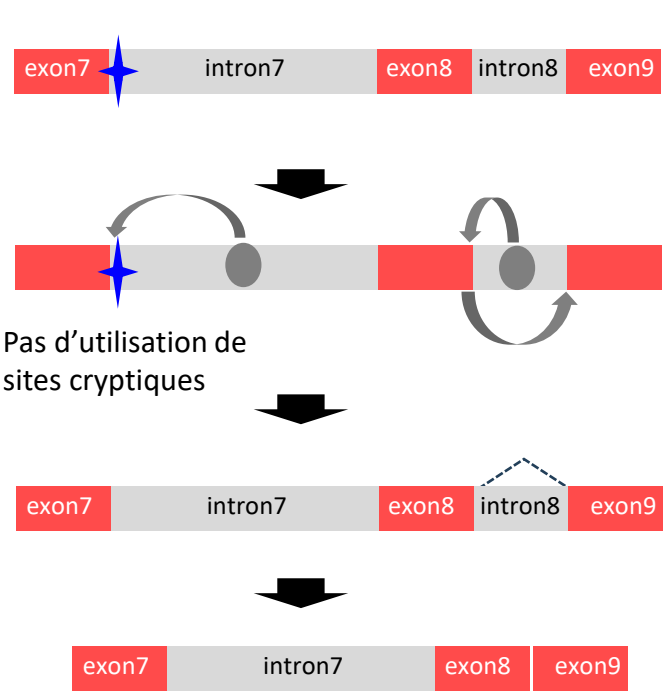 exon7 intron7 exon8 intron8 exon9
Pas d’utilisation de
sites cryptiques
exon7 intron7 exon8 intron8 exon9
exon7 intron7 exon8 exon9